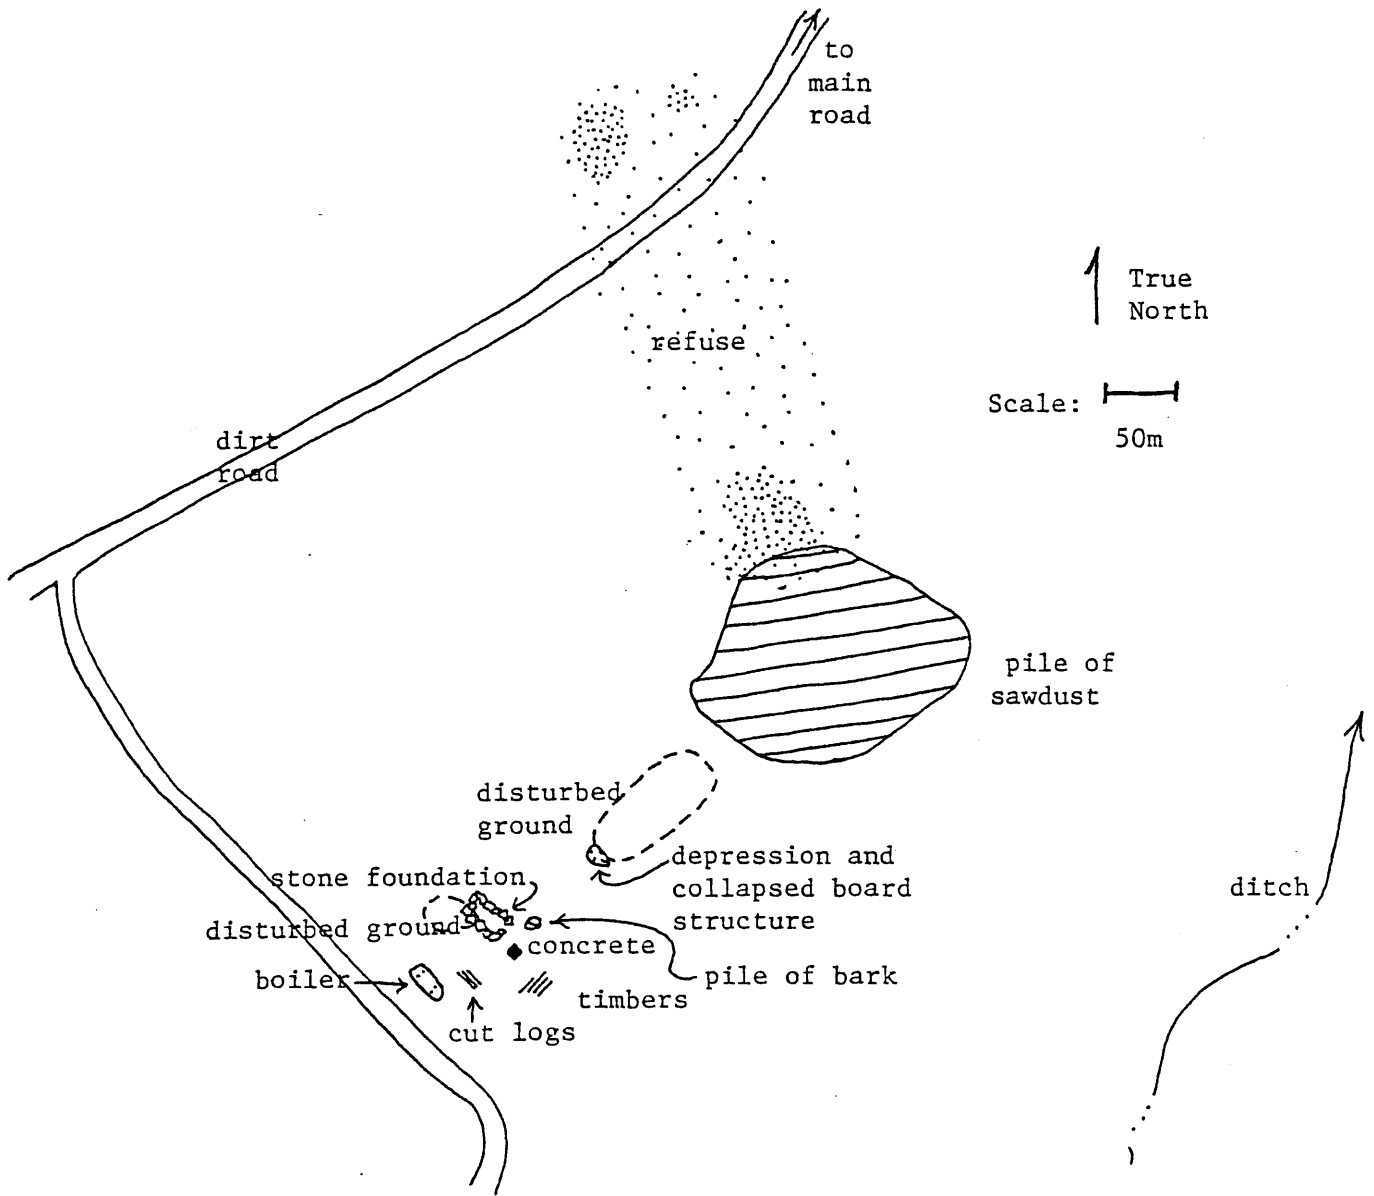 to
main
road
True
North
refuse
Scale:
50m
dirt
road
pile of
sawdust
disturbed
ground
depression and
collapsed board
structure
stone foundation
ditch
disturbed ground
concrete
pile of bark
boiler
timbers
cut logs